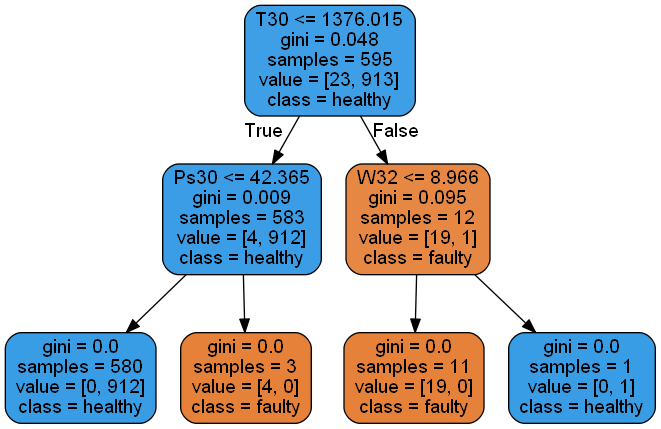 T30 <= 1376.015
gini = 0.048
samples = 595
value = [23, 913]
class = healthy
True
False
Ps30 <= 42.365
gini = 0.009
samples = 583
value = [4, 912]
class = healthy
W32 <= 8.966
gini = 0.095
samples = 12
value = [19, 1]
class = faulty
gini = 0.0
samples = 580
value = [0, 912]
class = healthy
gini = 0.0
samples = 3
value = [4, 0]
class = faulty
gini = 0.0
samples = 11
value = [19, 0]
class = faulty
gini = 0.0
samples = 1
value = [0, 1]
class = healthy